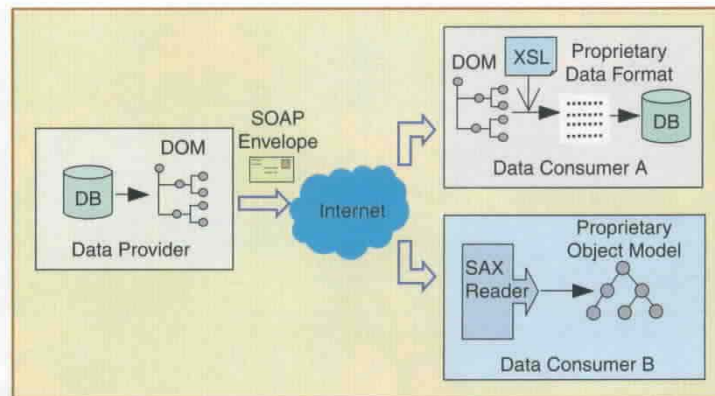 DB
DOM
Data Provider
SOAP
Envelope
Internet
DOM
XSL
Proprietary
Data Format
DB
Data Consumer A
SAX
Reader
Proprietary
Object Model
Data Consumer B